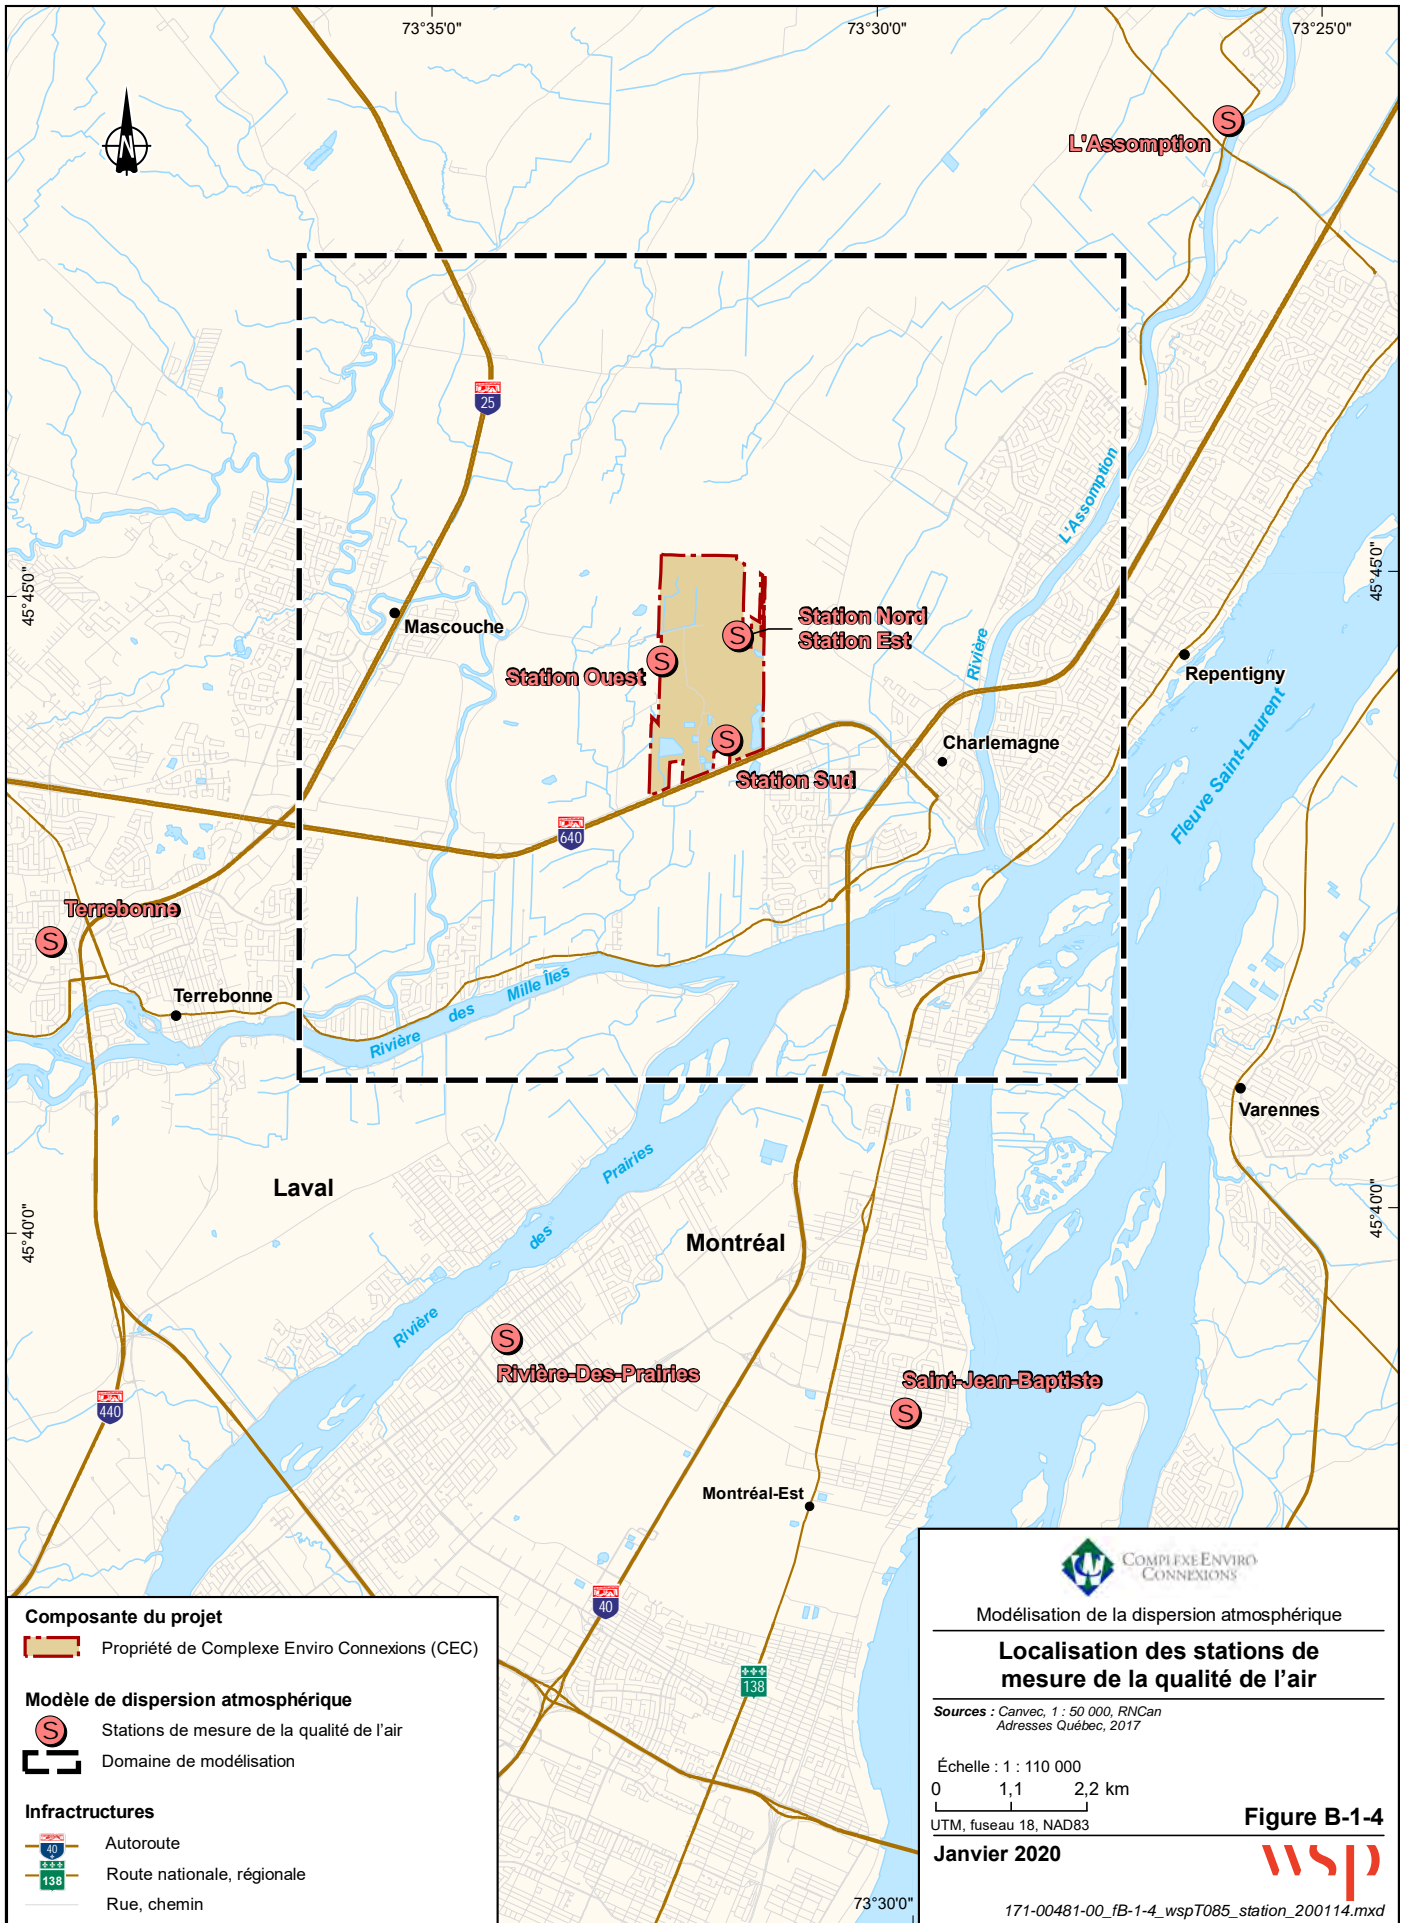 73°35'0"
73°30'0"
73°25'0"
N
S
L'Assomption
25
L'Assomption
Rivière
45°45'0"
45°45'0"
Mascouche
S
Station Nord
Station Est
S
Station Ouest
Repentigny
S
Station Sud
Charlemagne
Fleuve Saint-Laurent
640
Terrebonne
S
Terrebonne
Rivière des Mille Îles
Varennes
Laval
Rivière des Prairies
Montréal
45°40'0"
45°40'0"
S
Rivière-Des-Prairies
Saint-Jean-Baptiste
S
440
Montréal-Est
40
138
73°30'0"
Composante du projet
Propriété de Complexe Enviro Connexions (CEC)
Modèle de dispersion atmosphérique
S
Stations de mesure de la qualité de l'air
Domaine de modélisation
Infractructures
40
Autoroute
138
Route nationale, régionale
Rue, chemin
COMPLEXE ENVIRO
CONNEXIONS
Modélisation de la dispersion atmosphérique
Localisation des stations de
mesure de la qualité de l'air
Sources : Canvec, 1 : 50 000, RNCan
Adresses Québec, 2017
Échelle : 1 : 110 000
0 1,1 2,2 km
UTM, fuseau 18, NAD83
Figure B-1-4
Janvier 2020
wsp
171-00481-00_fB-1-4_wspT085_station_200114.mxd